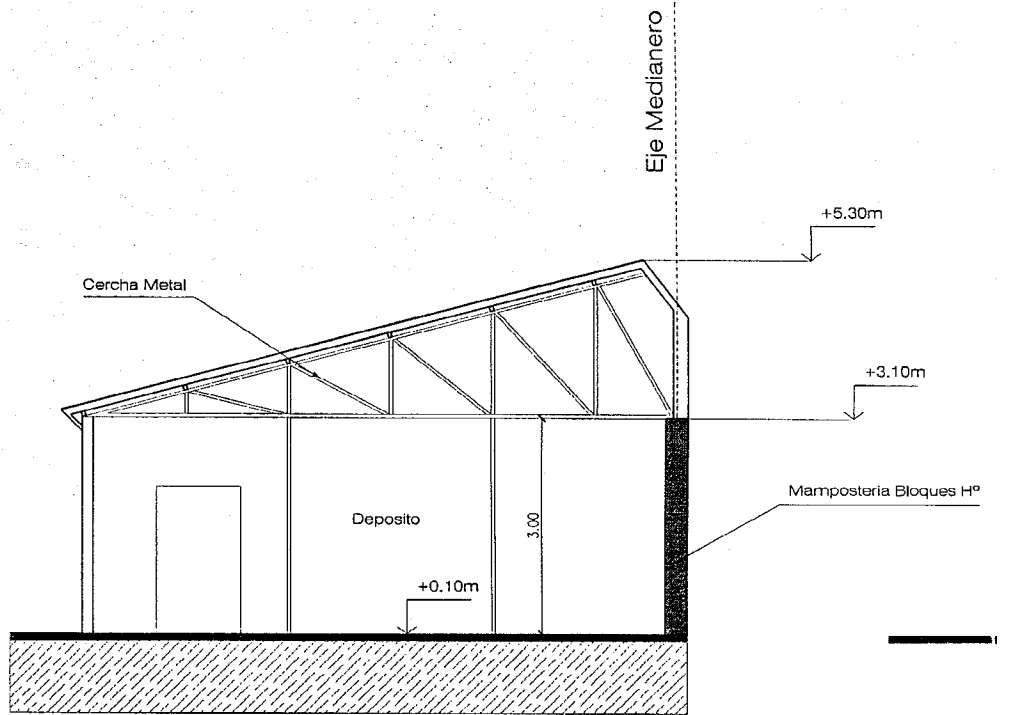 Eje Medianero
+5.30m
Cercha Metal
+3.10m
Mamposteria Bloques Hº
Deposito
3.00
+0.10m